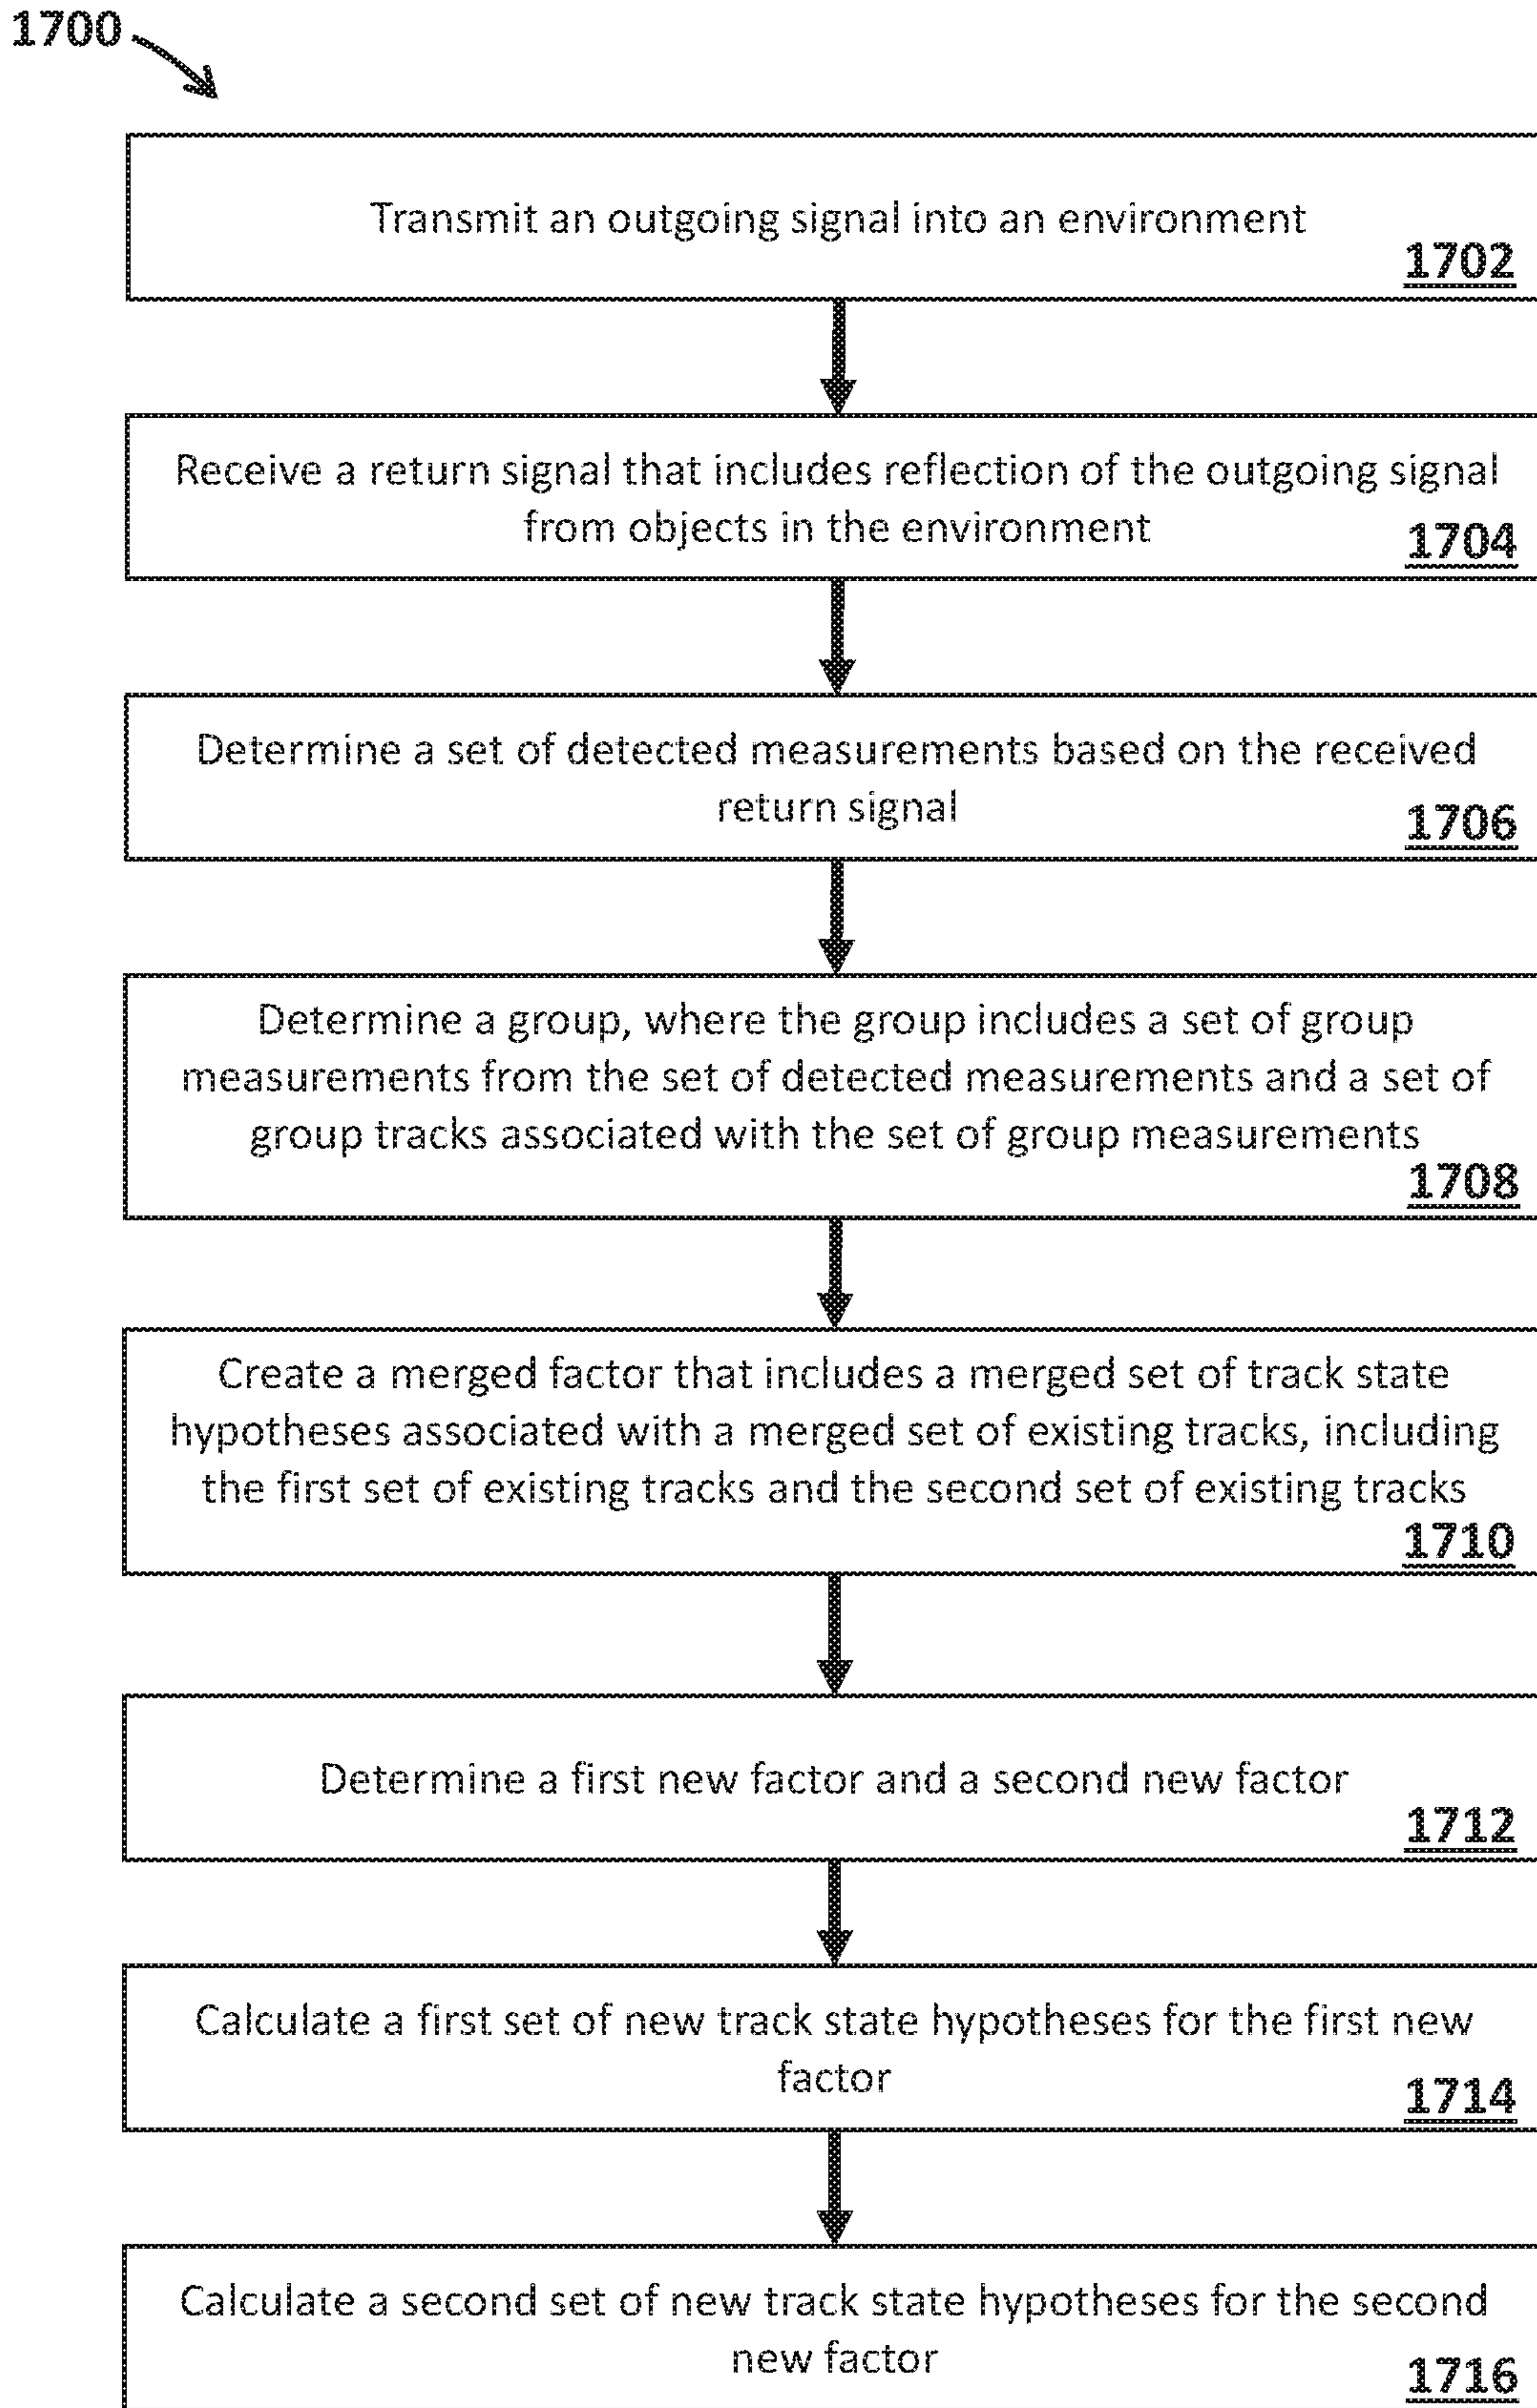 1700
Transmit an outgoing signal into an environment
1702
Receive a return signal that includes reflection of the outgoing signal
from objects in the environment
1704
Determine a set of detected measurements based on the received
return signal
1706
Determine a group, where the group includes a set of group
measurements from the set of detected measurements and a set of
group tracks associated with the set of group measurements
1708
Create a merged factor that includes a merged set of track state
hypotheses associated with a merged set of existing tracks, including
the first set of existing tracks and the second set of existing tracks
1710
Determine a first new factor and a second new factor
1712
Calculate a first set of new track state hypotheses for the first new
factor
1714
Calculate a second set of new track state hypotheses for the second
new factor
1716